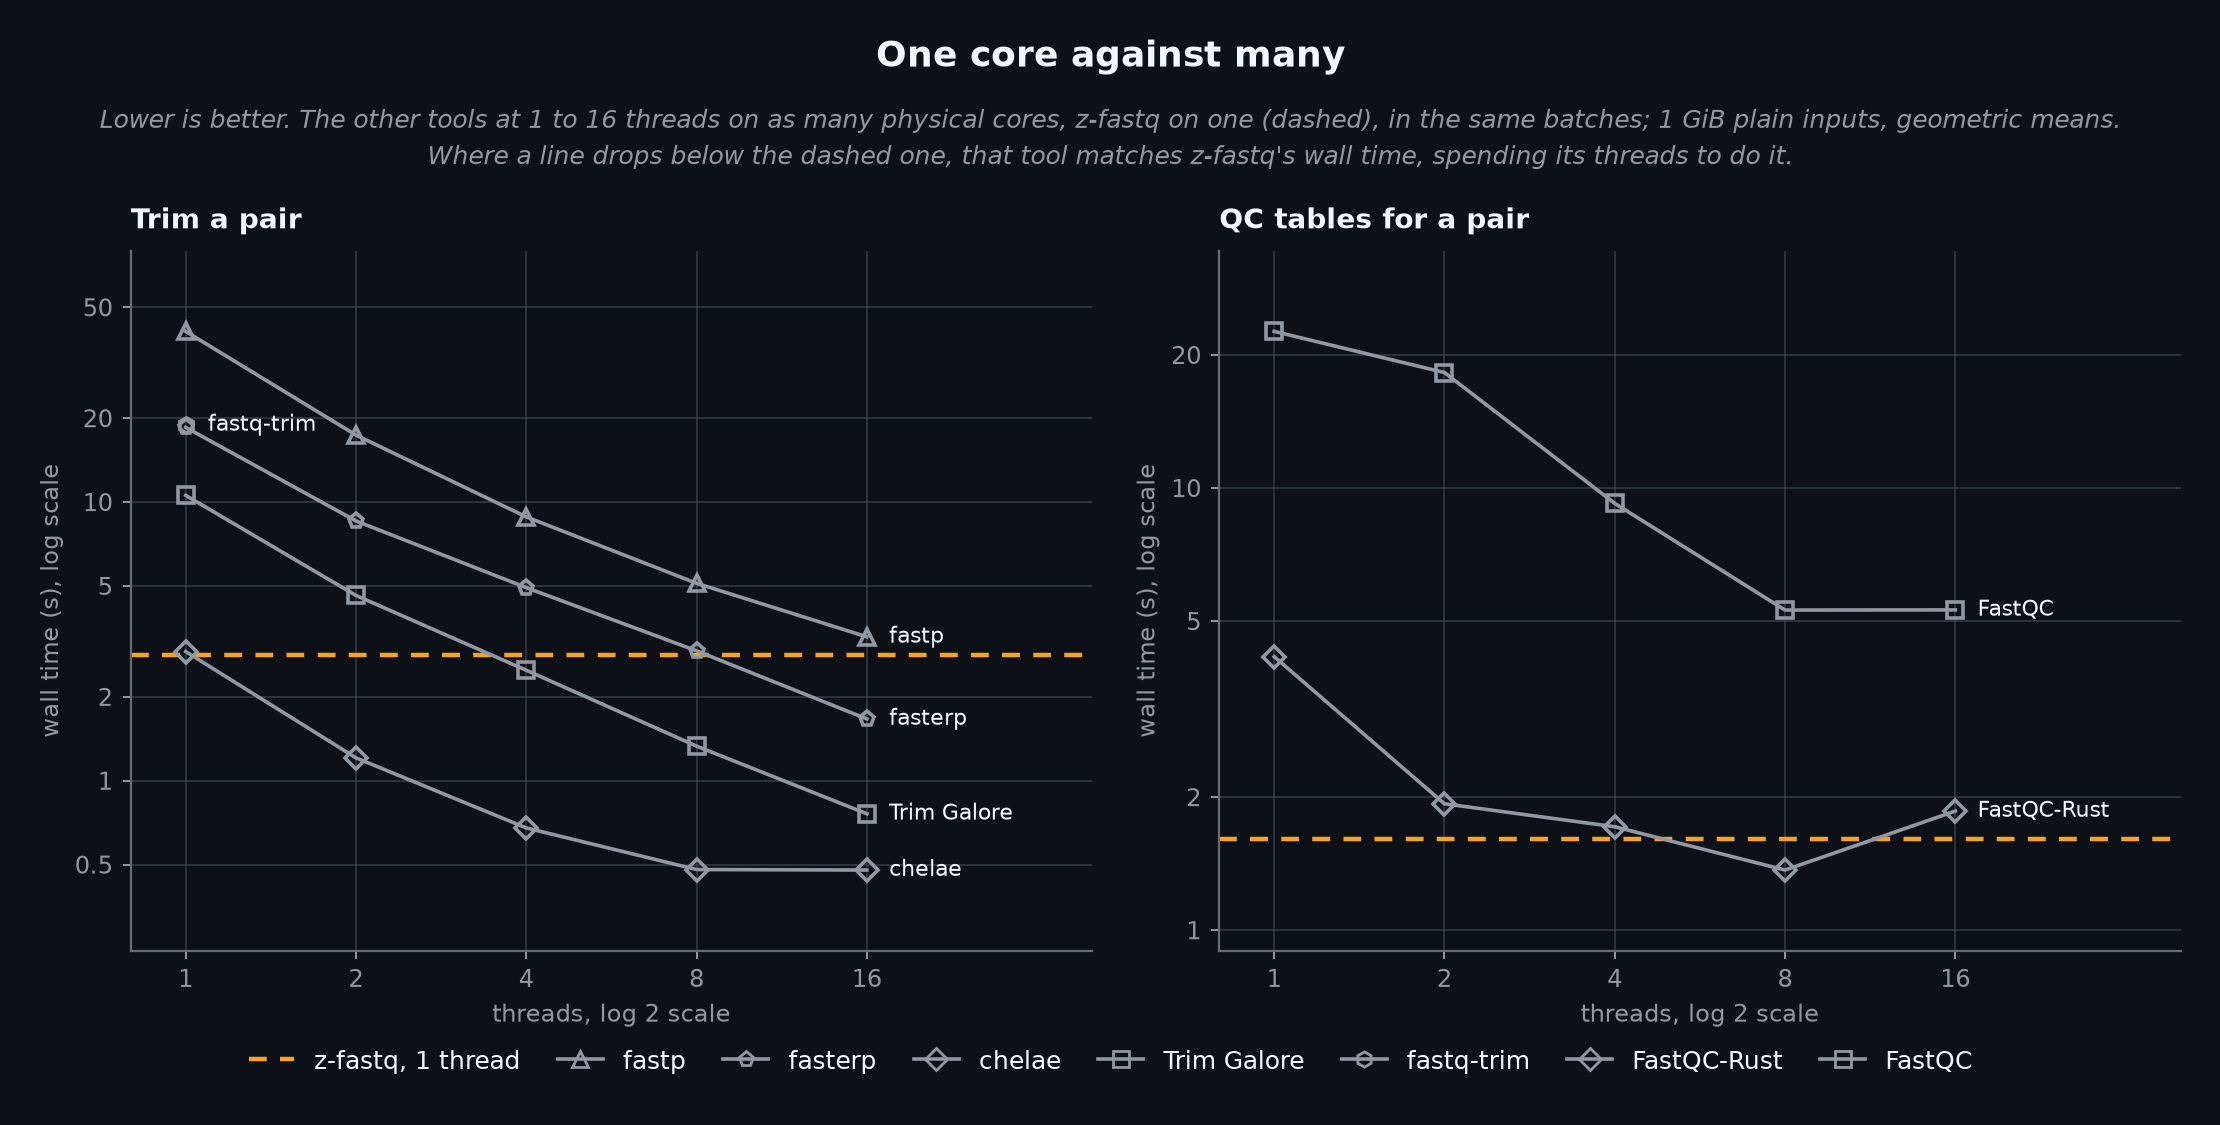 One core against many
Lower is better. The other tools at 1 to 16 threads on as many physical cores, z-fastq on one (dashed), in the same batches; 1 GiB plain inputs, geometric means.
Where a line drops below the dashed one, that tool matches z-fastq's wall time, spending its threads to do it.
Trim a pair
wall time (s), log scale
50
20
10
5
2
1
0.5
fastq-trim
fastp
fasterp
Trim Galore
chelae
1 2 4 8 16
threads, log 2 scale
QC tables for a pair
wall time (s), log scale
20
10
5
2
1
FastQC
FastQC-Rust
1 2 4 8 16
threads, log 2 scale
z-fastq, 1 thread fastp fasterp chelae Trim Galore fastq-trim FastQC-Rust FastQC